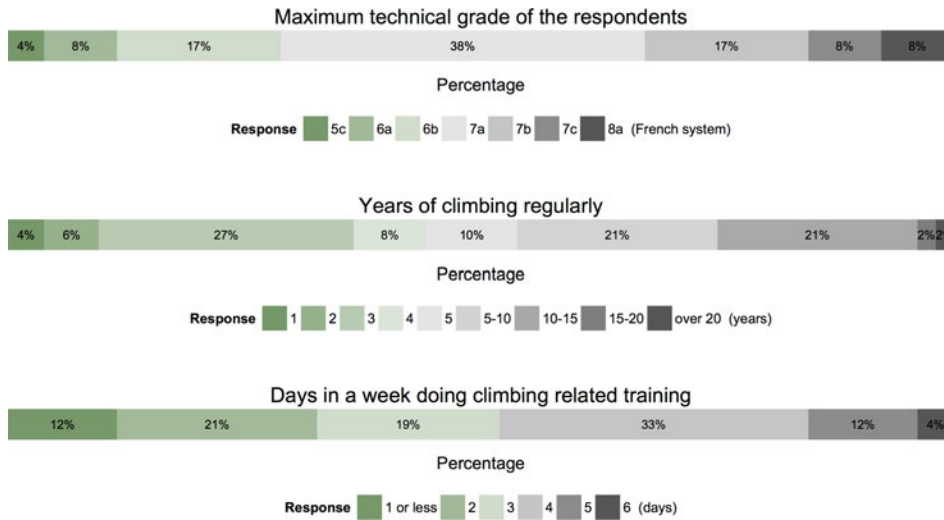 Maximum technical grade of the respondents
4% 8% 17% 38% 17% 8% 8%
Percentage
Response 5c 6a 6b 7a 7b 7c 8a (French system)
Years of climbing regularly
4% 6% 27% 8% 10% 21% 21% 2% 2
Percentage
Response 1 2 3 4 5 5-10 10-15 15-20 over 20 (years)
Days in a week doing climbing related training
12% 21% 19% 33% 12% 4%
Percentage
Response 1 or less 2 3 4 5 6 (days)